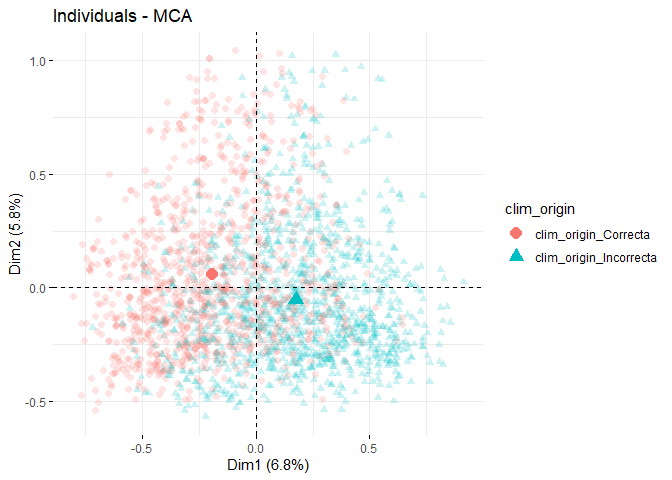 Individuals - MCA
1.0
0.5
0.0
-0.5
Dim2 (5.8%)
-0.5
0.0
0.5
Dim1 (6.8%)
clim_origin
clim_origin_Correcta
clim_origin_Incorrecta